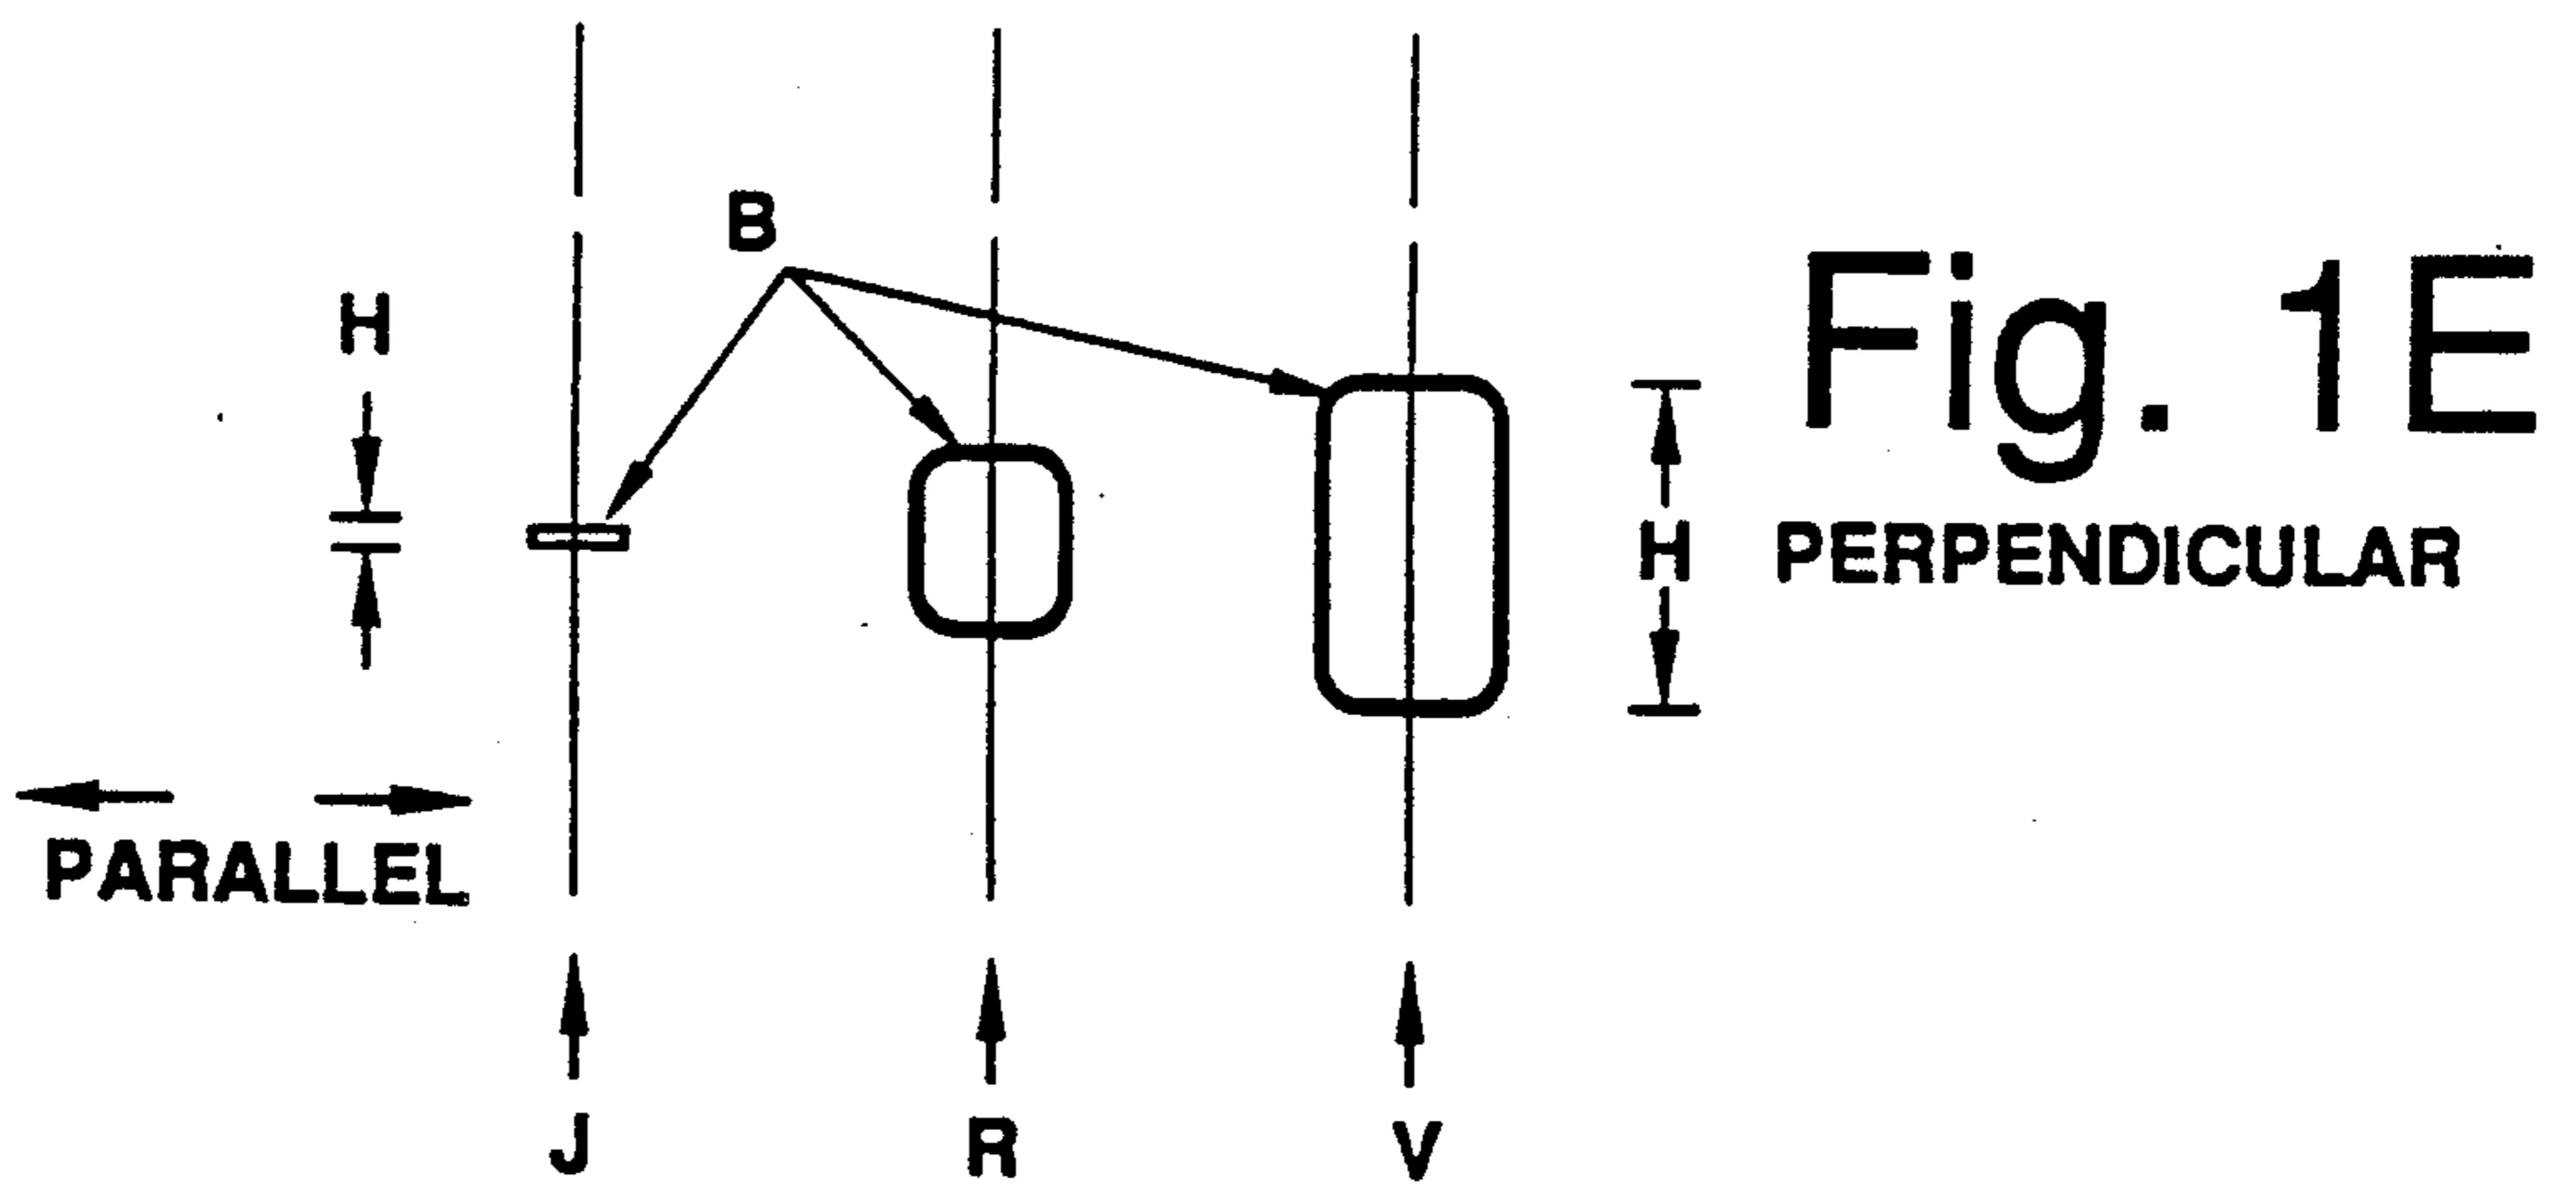 B
H
Fig. 1E
H PERPENDICULAR
PARALLEL
J R V